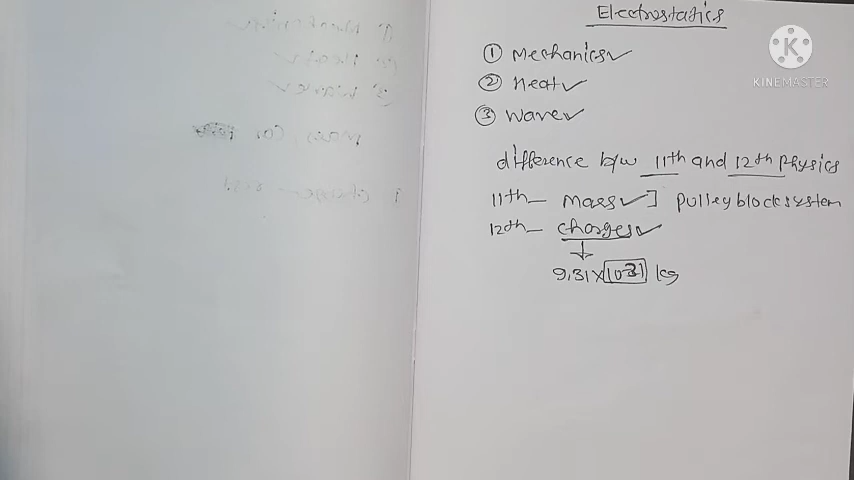 Electrostatics
① Mechanics✓
② Heat✓
③ Wave✓
difference b/w 11th and 12th Physics
11th — Mass✓] pulley block system
12th — charges✓
↓
9.31×10-31 kg
K
KINEMASTER